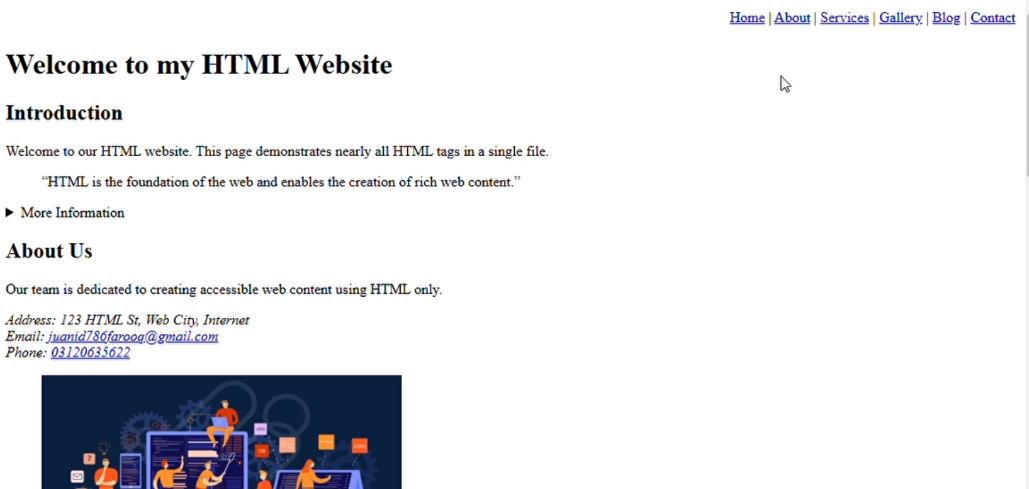 Home | About | Services | Gallery | Blog | Contact
Welcome to my HTML Website
Introduction
Welcome to our HTML website. This page demonstrates nearly all HTML tags in a single file.
“HTML is the foundation of the web and enables the creation of rich web content.”
▶ More Information
About Us
Our team is dedicated to creating accessible web content using HTML only.
Address: 123 HTML St, Web City, Internet
Email: juanid786farooq@gmail.com
Phone: 03120635622
?